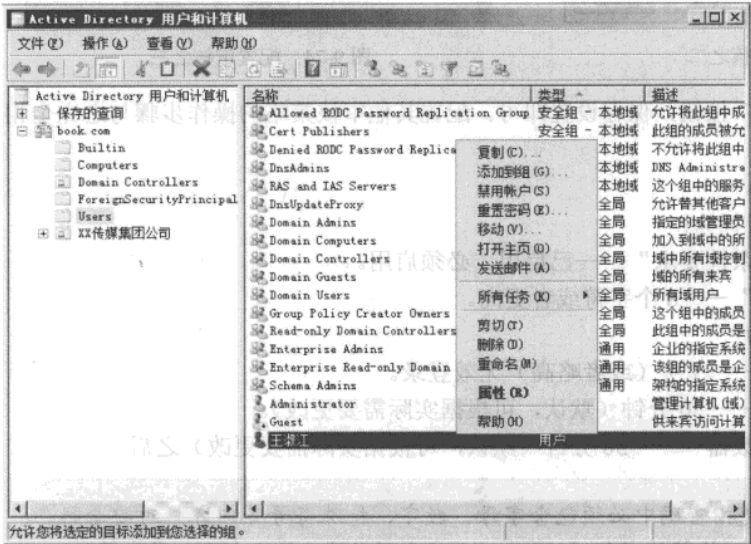 Active Directory 用户和计算机
文件(F) 操作(A) 查看(V) 帮助(H)
Active Directory 用户和计算机
保存的查询
book.com
Builtin
Computers
Domain Controllers
ForeignSecurityPrincipal
Users
XX传媒集团公司
名称 类型 描述
Allowed RODC Password Replication Group 安全组 - 本地域 允许将此组中成
Cert Publishers 安全组 - 本地域 此组的成员被允
Denied RODC Password Replica 本地域 不允许将此组中
DnsAdmins 本地域 DNS Administra
RAS and IAS Servers 本地域 这个组中的服务
DnsUpdateProxy 全局 允许替其他客户
Domain Admins 全局 指定的域管理员
Domain Computers 全局 加入到域中的所
Domain Controllers 全局 域中所有域控制
Domain Guests 全局 域的所有来宾
Domain Users 全局 所有域用户
Group Policy Creator Owners 全局 这个组中的成员
Read-only Domain Controllers 全局 此组中的成员是
Enterprise Admins 通用 企业的指定系统
Enterprise Read-only Domain 通用 该组的成员是企
Schema Admins 通用 架构的指定系统
Administrator 管理计算机(域)
Guest 供来宾访问计算
王淑江 用户
复制(C)...
添加到组(G)...
禁用帐户(S)
重置密码(E)...
移动(V)...
打开主页(O)
发送邮件(A)
所有任务(K)
剪切(T)
删除(D)
重命名(M)
属性(R)
帮助(H)
允许您将选定的目标添加到您选择的组。